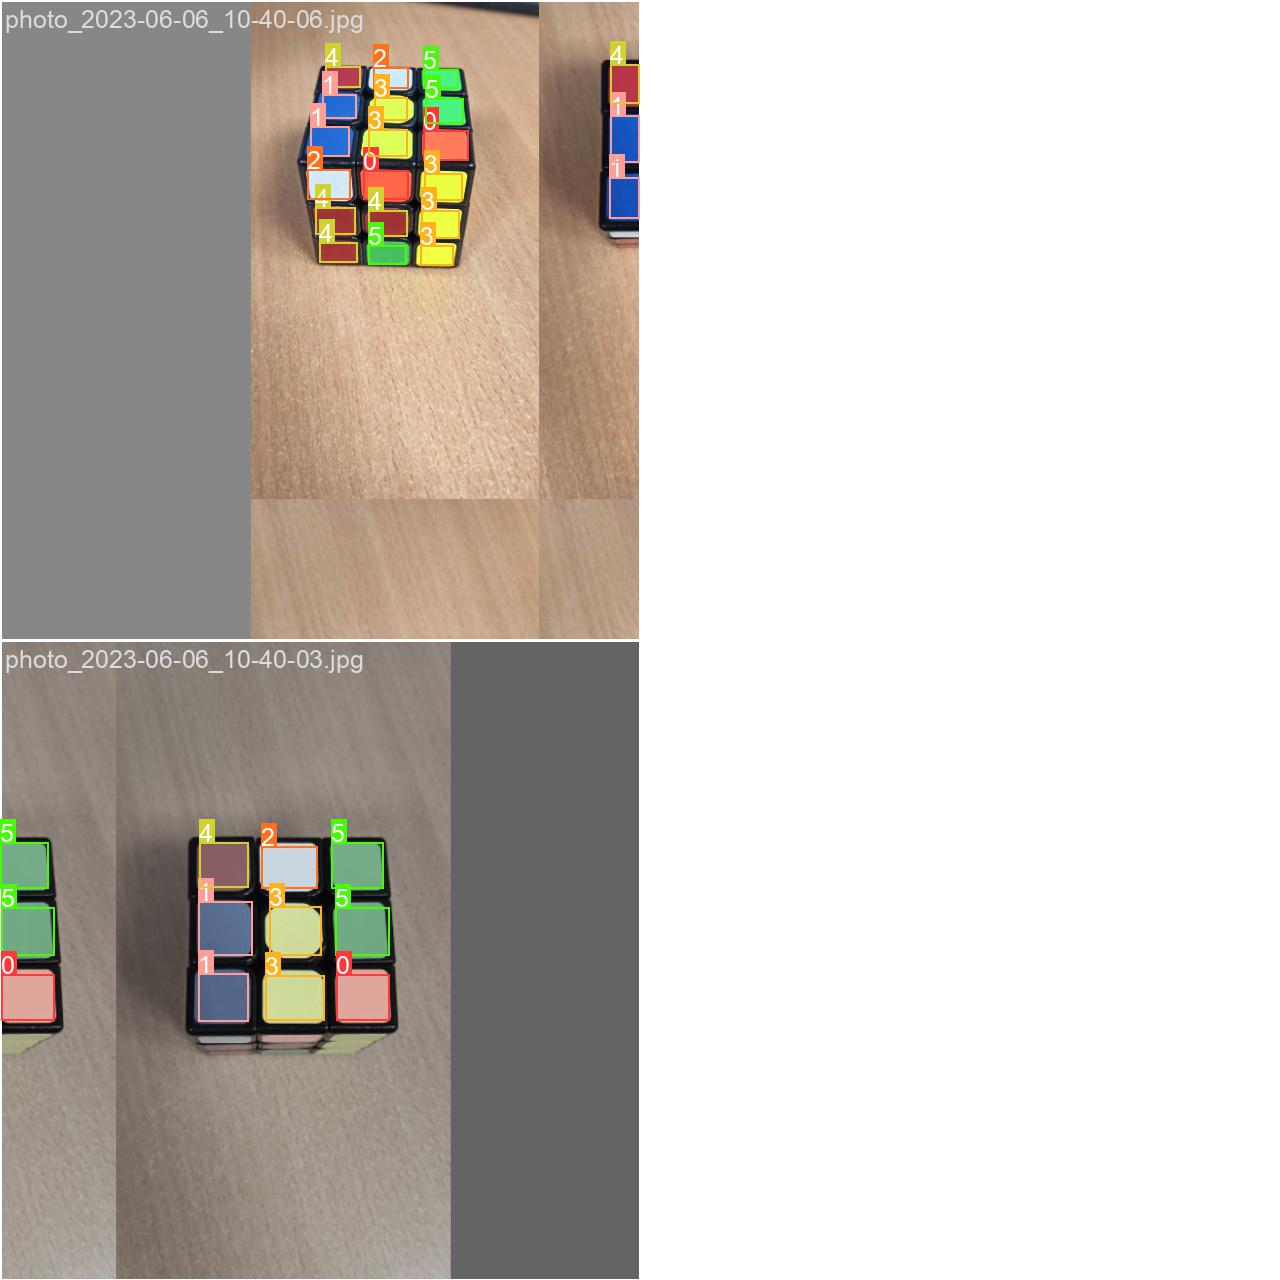 photo_2023-06-06_10-40-06.jpg
4 2 5 4
1 3 5 1
1 3 0 1
2 0 3
4 4 3
4 5 3
photo_2023-06-06_10-40-03.jpg
5 4 2 5
5 1 3 5
0 1 3 0